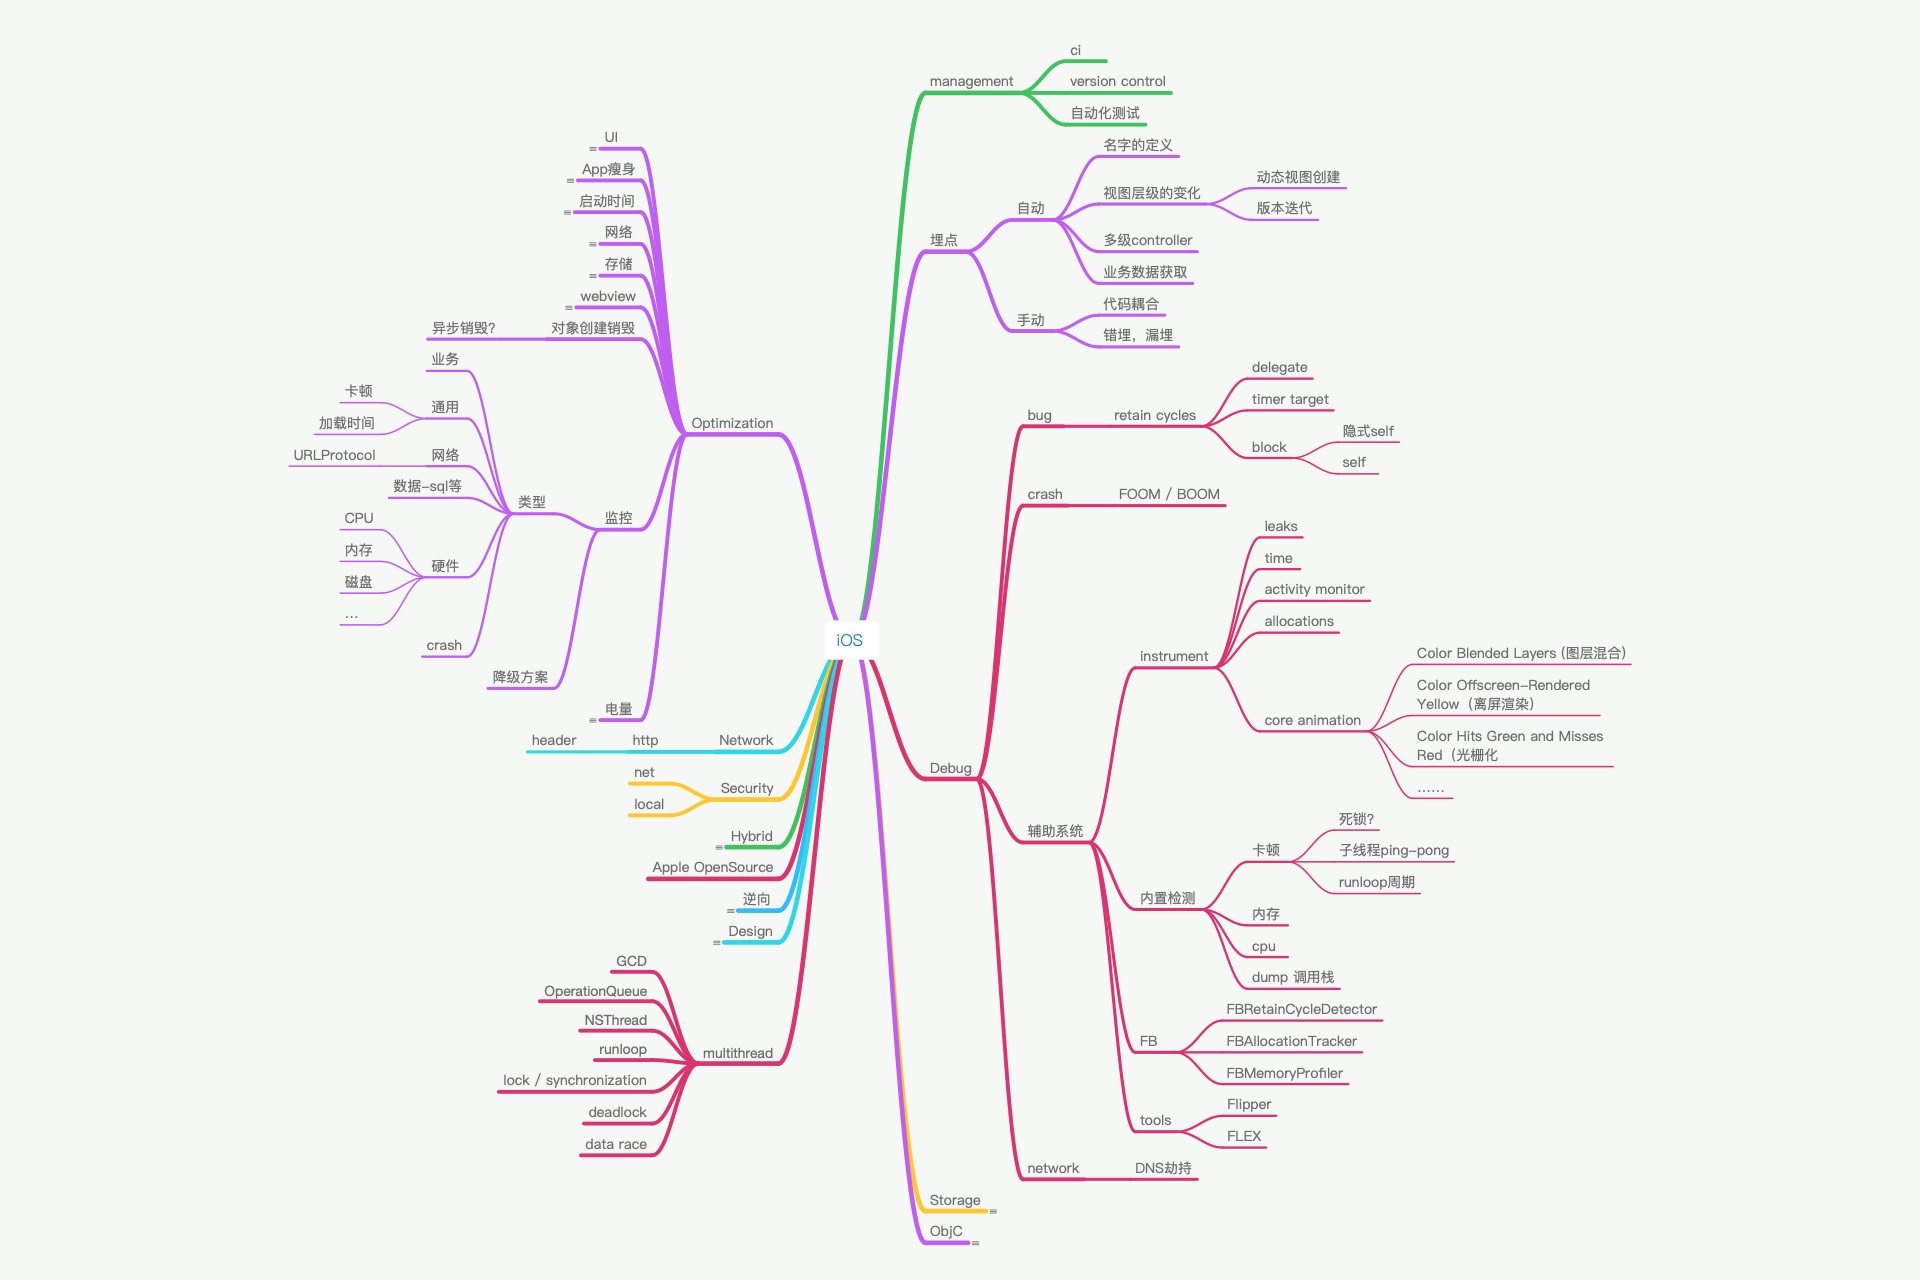 iOS
management
ci
version control
自动化测试
埋点
自动
名字的定义
视图层级的变化
动态视图创建
版本迭代
多级controller
业务数据获取
手动
代码耦合
错埋，漏埋
Debug
bug
retain cycles
delegate
timer target
block
隐式self
self
crash
FOOM / BOOM
辅助系统
instrument
leaks
time
activity monitor
allocations
core animation
Color Blended Layers (图层混合)
Color Offscreen-Rendered
Yellow（离屏渲染）
Color Hits Green and Misses
Red（光栅化
……
内置检测
卡顿
死锁?
子线程ping-pong
runloop周期
内存
cpu
dump 调用栈
FB
FBRetainCycleDetector
FBAllocationTracker
FBMemoryProfiler
tools
Flipper
FLEX
network
DNS劫持
Storage
ObjC
Optimization
UI
App瘦身
启动时间
网络
存储
webview
对象创建销毁
异步销毁?
监控
类型
业务
通用
卡顿
加载时间
网络
URLProtocol
数据-sql等
硬件
CPU
内存
磁盘
...
crash
降级方案
电量
Network
http
header
Security
net
local
Hybrid
Apple OpenSource
逆向
Design
multithread
GCD
OperationQueue
NSThread
runloop
lock / synchronization
deadlock
data race